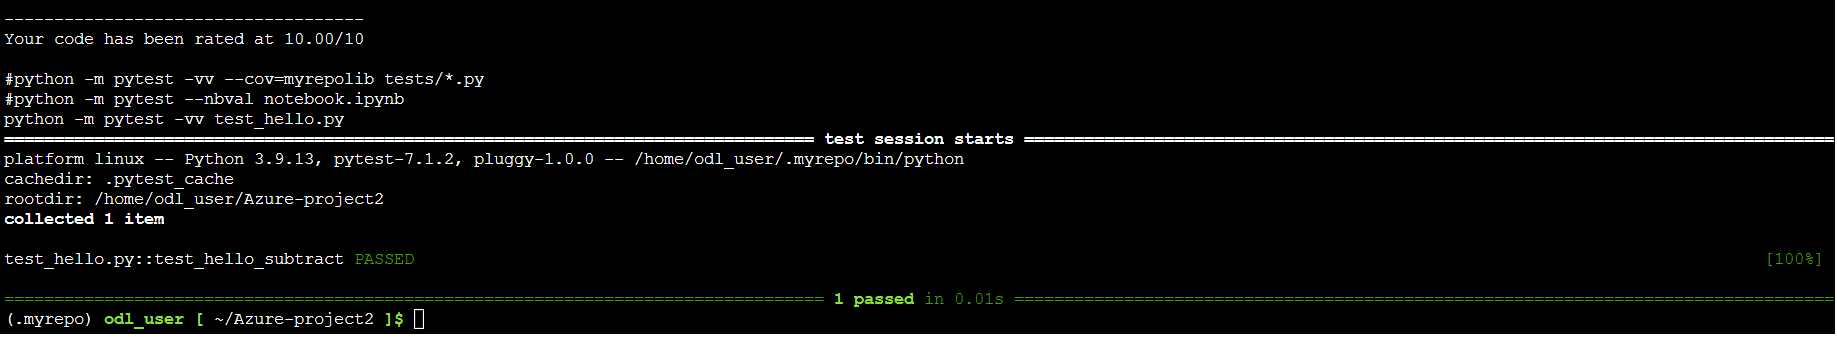 ------------------------------------
Your code has been rated at 10.00/10
#python -m pytest -vv --cov=myrepolib tests/*.py
#python -m pytest --nbval notebook.ipynb
python -m pytest -vv test_hello.py
================================================================================= test session starts =================================================================================
platform linux -- Python 3.9.13, pytest-7.1.2, pluggy-1.0.0 -- /home/odl_user/.myrepo/bin/python
cachedir: .pytest_cache
rootdir: /home/odl_user/Azure-project2
collected 1 item
test_hello.py::test_hello_subtract PASSED [100%]
================================================================================== 1 passed in 0.01s ==================================================================================
(.myrepo) odl_user [ ~/Azure-project2 ]$